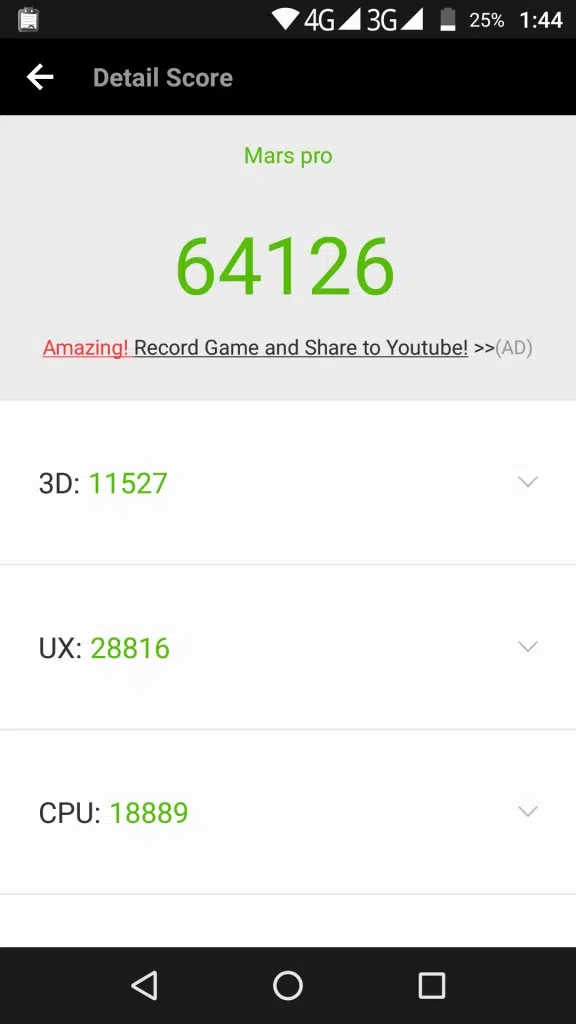 4G 3G 25% 1:44
Detail Score
Mars pro
64126
Amazing! Record Game and Share to Youtube! >>(AD)
3D: 11527
UX: 28816
CPU: 18889